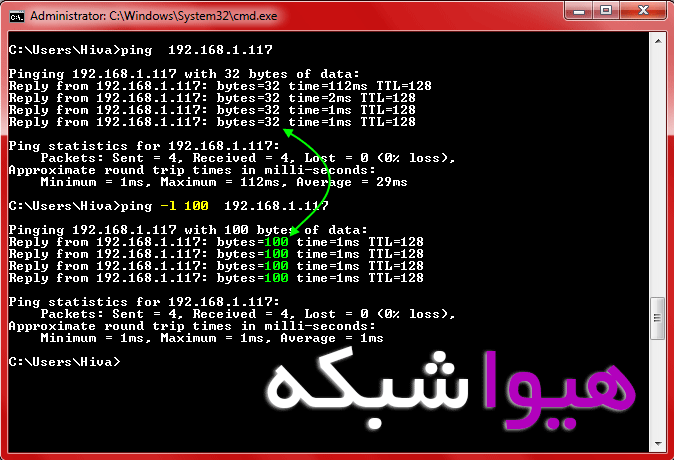 Administrator: C:\Windows\System32\cmd.exe
C:\Users\Hiva>ping  192.168.1.117
Pinging 192.168.1.117 with 32 bytes of data:
Reply from 192.168.1.117: bytes=32 time=112ms TTL=128
Reply from 192.168.1.117: bytes=32 time=2ms TTL=128
Reply from 192.168.1.117: bytes=32 time=1ms TTL=128
Reply from 192.168.1.117: bytes=32 time=1ms TTL=128
Ping statistics for 192.168.1.117:
    Packets: Sent = 4, Received = 4, Lost = 0 (0% loss),
Approximate round trip times in milli-seconds:
    Minimum = 1ms, Maximum = 112ms, Average = 29ms
C:\Users\Hiva>ping -l 100  192.168.1.117
Pinging 192.168.1.117 with 100 bytes of data:
Reply from 192.168.1.117: bytes=100 time=1ms TTL=128
Reply from 192.168.1.117: bytes=100 time=1ms TTL=128
Reply from 192.168.1.117: bytes=100 time=1ms TTL=128
Reply from 192.168.1.117: bytes=100 time=1ms TTL=128
Ping statistics for 192.168.1.117:
    Packets: Sent = 4, Received = 4, Lost = 0 (0% loss),
Approximate round trip times in milli-seconds:
    Minimum = 1ms, Maximum = 1ms, Average = 1ms
C:\Users\Hiva>
هیوا شبکه